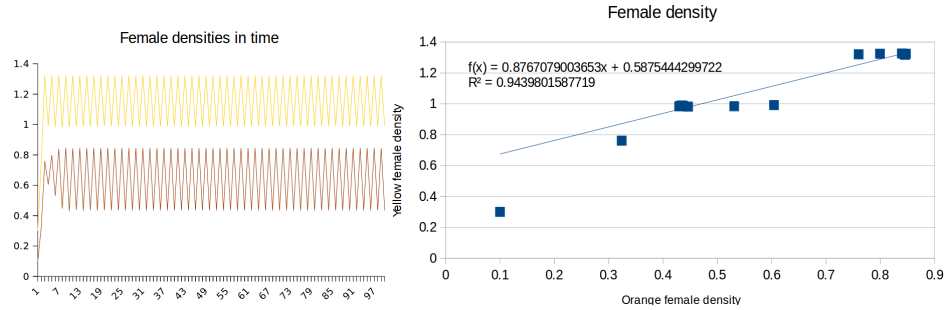 Female densities in time
1.4
1.2
1
0.8
0.6
0.4
0.2
0
1 7 13 19 25 31 37 43 49 55 61 67 73 79 85 91 97
Female density
Yellow female density
1.4
1.2
1
0.8
0.6
0.4
0.2
0
f(x) = 0.8767079003653x + 0.5875444299722
R² = 0.9439801587719
0 0.1 0.2 0.3 0.4 0.5 0.6 0.7 0.8 0.9
Orange female density